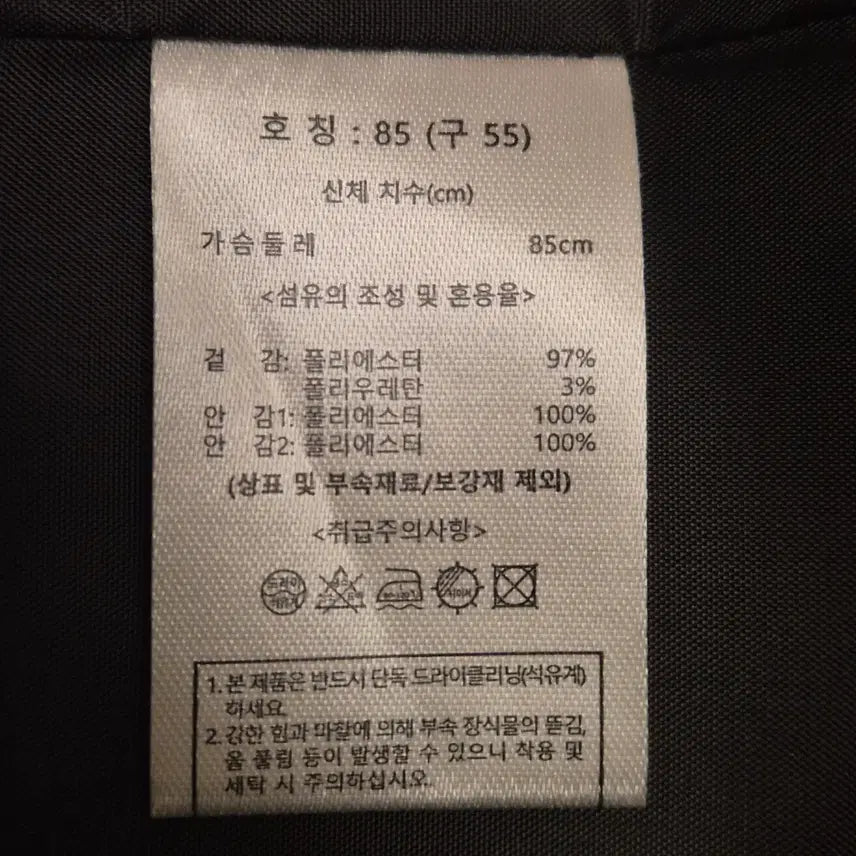 호 칭 : 85 (구 55)
신체 치수(cm)
가슴둘레 85cm
<섬유의 조성 및 혼용율>
겉 감: 폴리에스터 97%
폴리우레탄 3%
안 감1: 폴리에스터 100%
안 감2: 폴리에스터 100%
(상표 및 부속재료/보강재 제외)
<취급주의사항>
드라이
1. 본 제품은 반드시 단독 드라이클리닝(석유계)
하세요.
2. 강한 힘과 마찰에 의해 부속 장식물의 뜯김,
올 풀림 등이 발생할 수 있으니 착용 및
세탁 시 주의하십시오.